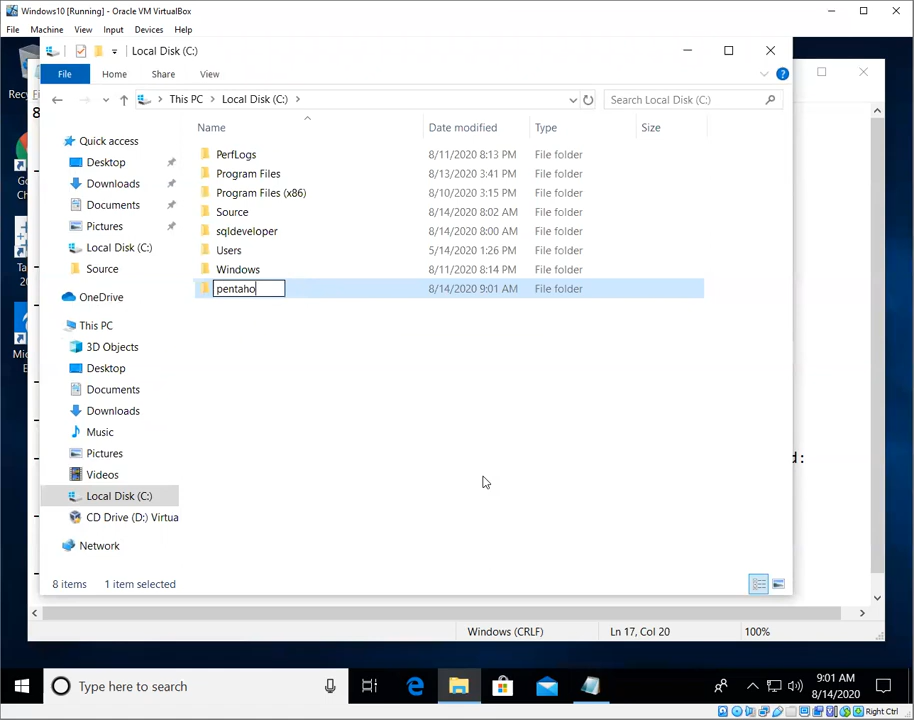 Windows10 [Running] - Oracle VM VirtualBox
File Machine View Input Devices Help
Local Disk (C:)
File Home Share View
This PC > Local Disk (C:) >
Search Local Disk (C:)
Name Date modified Type Size
PerfLogs 8/11/2020 8:13 PM File folder
Program Files 8/13/2020 3:41 PM File folder
Program Files (x86) 8/10/2020 3:15 PM File folder
Source 8/14/2020 8:02 AM File folder
sqldeveloper 8/14/2020 8:00 AM File folder
Users 5/14/2020 1:26 PM File folder
Windows 8/11/2020 8:14 PM File folder
pentaho 8/14/2020 9:01 AM File folder
Quick access
Desktop
Downloads
Documents
Pictures
Local Disk (C:)
Source
OneDrive
This PC
3D Objects
Desktop
Documents
Downloads
Music
Pictures
Videos
Local Disk (C:)
CD Drive (D:) Virtua
Network
d:
8 items 1 item selected
Windows (CRLF) Ln 17, Col 20 100%
Type here to search
9:01 AM
8/14/2020
Right Ctrl